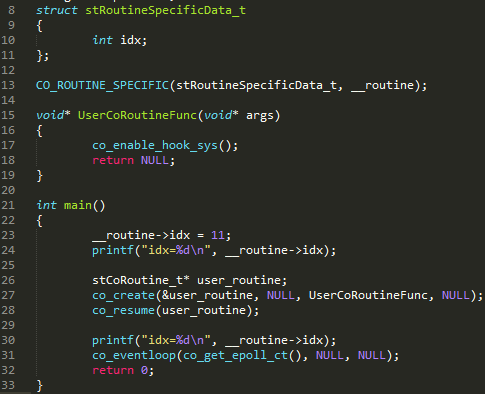 8 struct stRoutineSpecificData_t
9 {
10 int idx;
11 };
12
13 CO_ROUTINE_SPECIFIC(stRoutineSpecificData_t, __routine);
14
15 void* UserCoRoutineFunc(void* args)
16 {
17 co_enable_hook_sys();
18 return NULL;
19 }
20
21 int main()
22 {
23 __routine->idx = 11;
24 printf("idx=%d\n", __routine->idx);
25
26 stCoRoutine_t* user_routine;
27 co_create(&user_routine, NULL, UserCoRoutineFunc, NULL);
28 co_resume(user_routine);
29
30 printf("idx=%d\n", __routine->idx);
31 co_eventloop(co_get_epoll_ct(), NULL, NULL);
32 return 0;
33 }